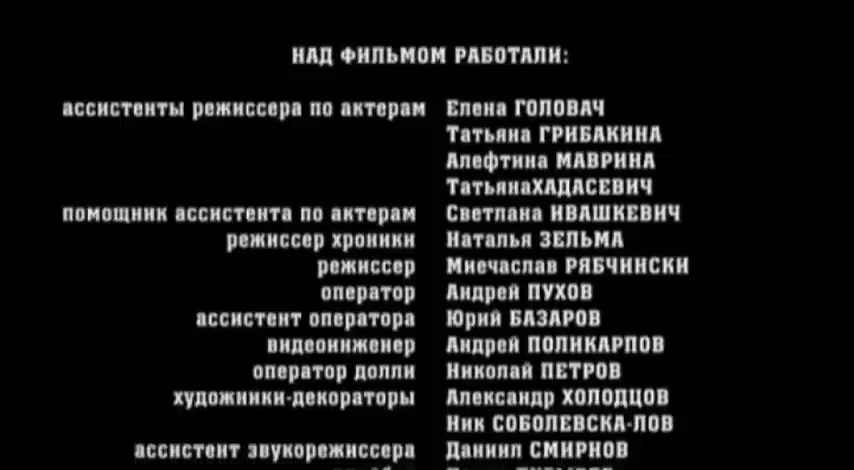 НАД ФИЛЬМОМ РАБОТАЛИ:
ассистенты режиссера по актерам Елена ГОЛОВАЧ
Татьяна ГРИБАКИНА
Алефтина МАВРИНА
ТатьянаХАДАСЕВИЧ
помощник ассистента по актерам Светлана ИВАШКЕВИЧ
режиссер хроники Наталья ЗЕЛЬМА
режиссер Миечаслав РЯБЧИНСКИ
оператор Андрей ПУХОВ
ассистент оператора Юрий БАЗАРОВ
видеоинженер Андрей ПОЛИКАРПОВ
оператор долли Николай ПЕТРОВ
художники-декораторы Александр ХОЛОДЦОВ
Ник СОБОЛЕВСКА-ЛОВ
ассистент звукорежиссера Даниил СМИРНОВ